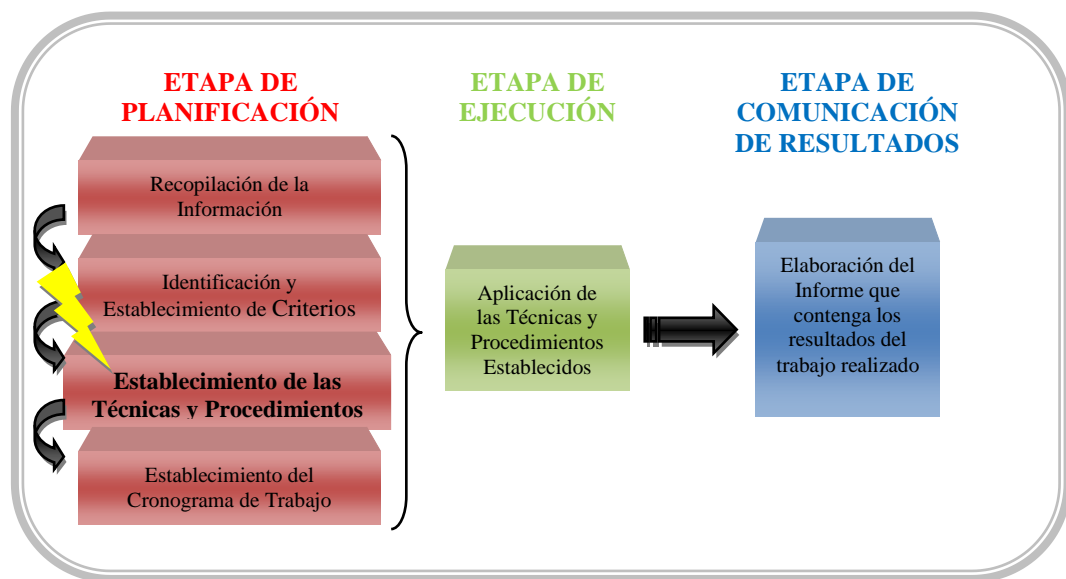 ETAPA DE
PLANIFICACIÓN
Recopilación de la
Información
Identificación y
Establecimiento de Criterios
Establecimiento de las
Técnicas y Procedimientos
Establecimiento del
Cronograma de Trabajo
ETAPA DE
EJECUCIÓN
Aplicación de
las Técnicas y
Procedimientos
Establecidos
ETAPA DE
COMUNICACIÓN
DE RESULTADOS
Elaboración del
Informe que
contenga los
resultados del
trabajo realizado